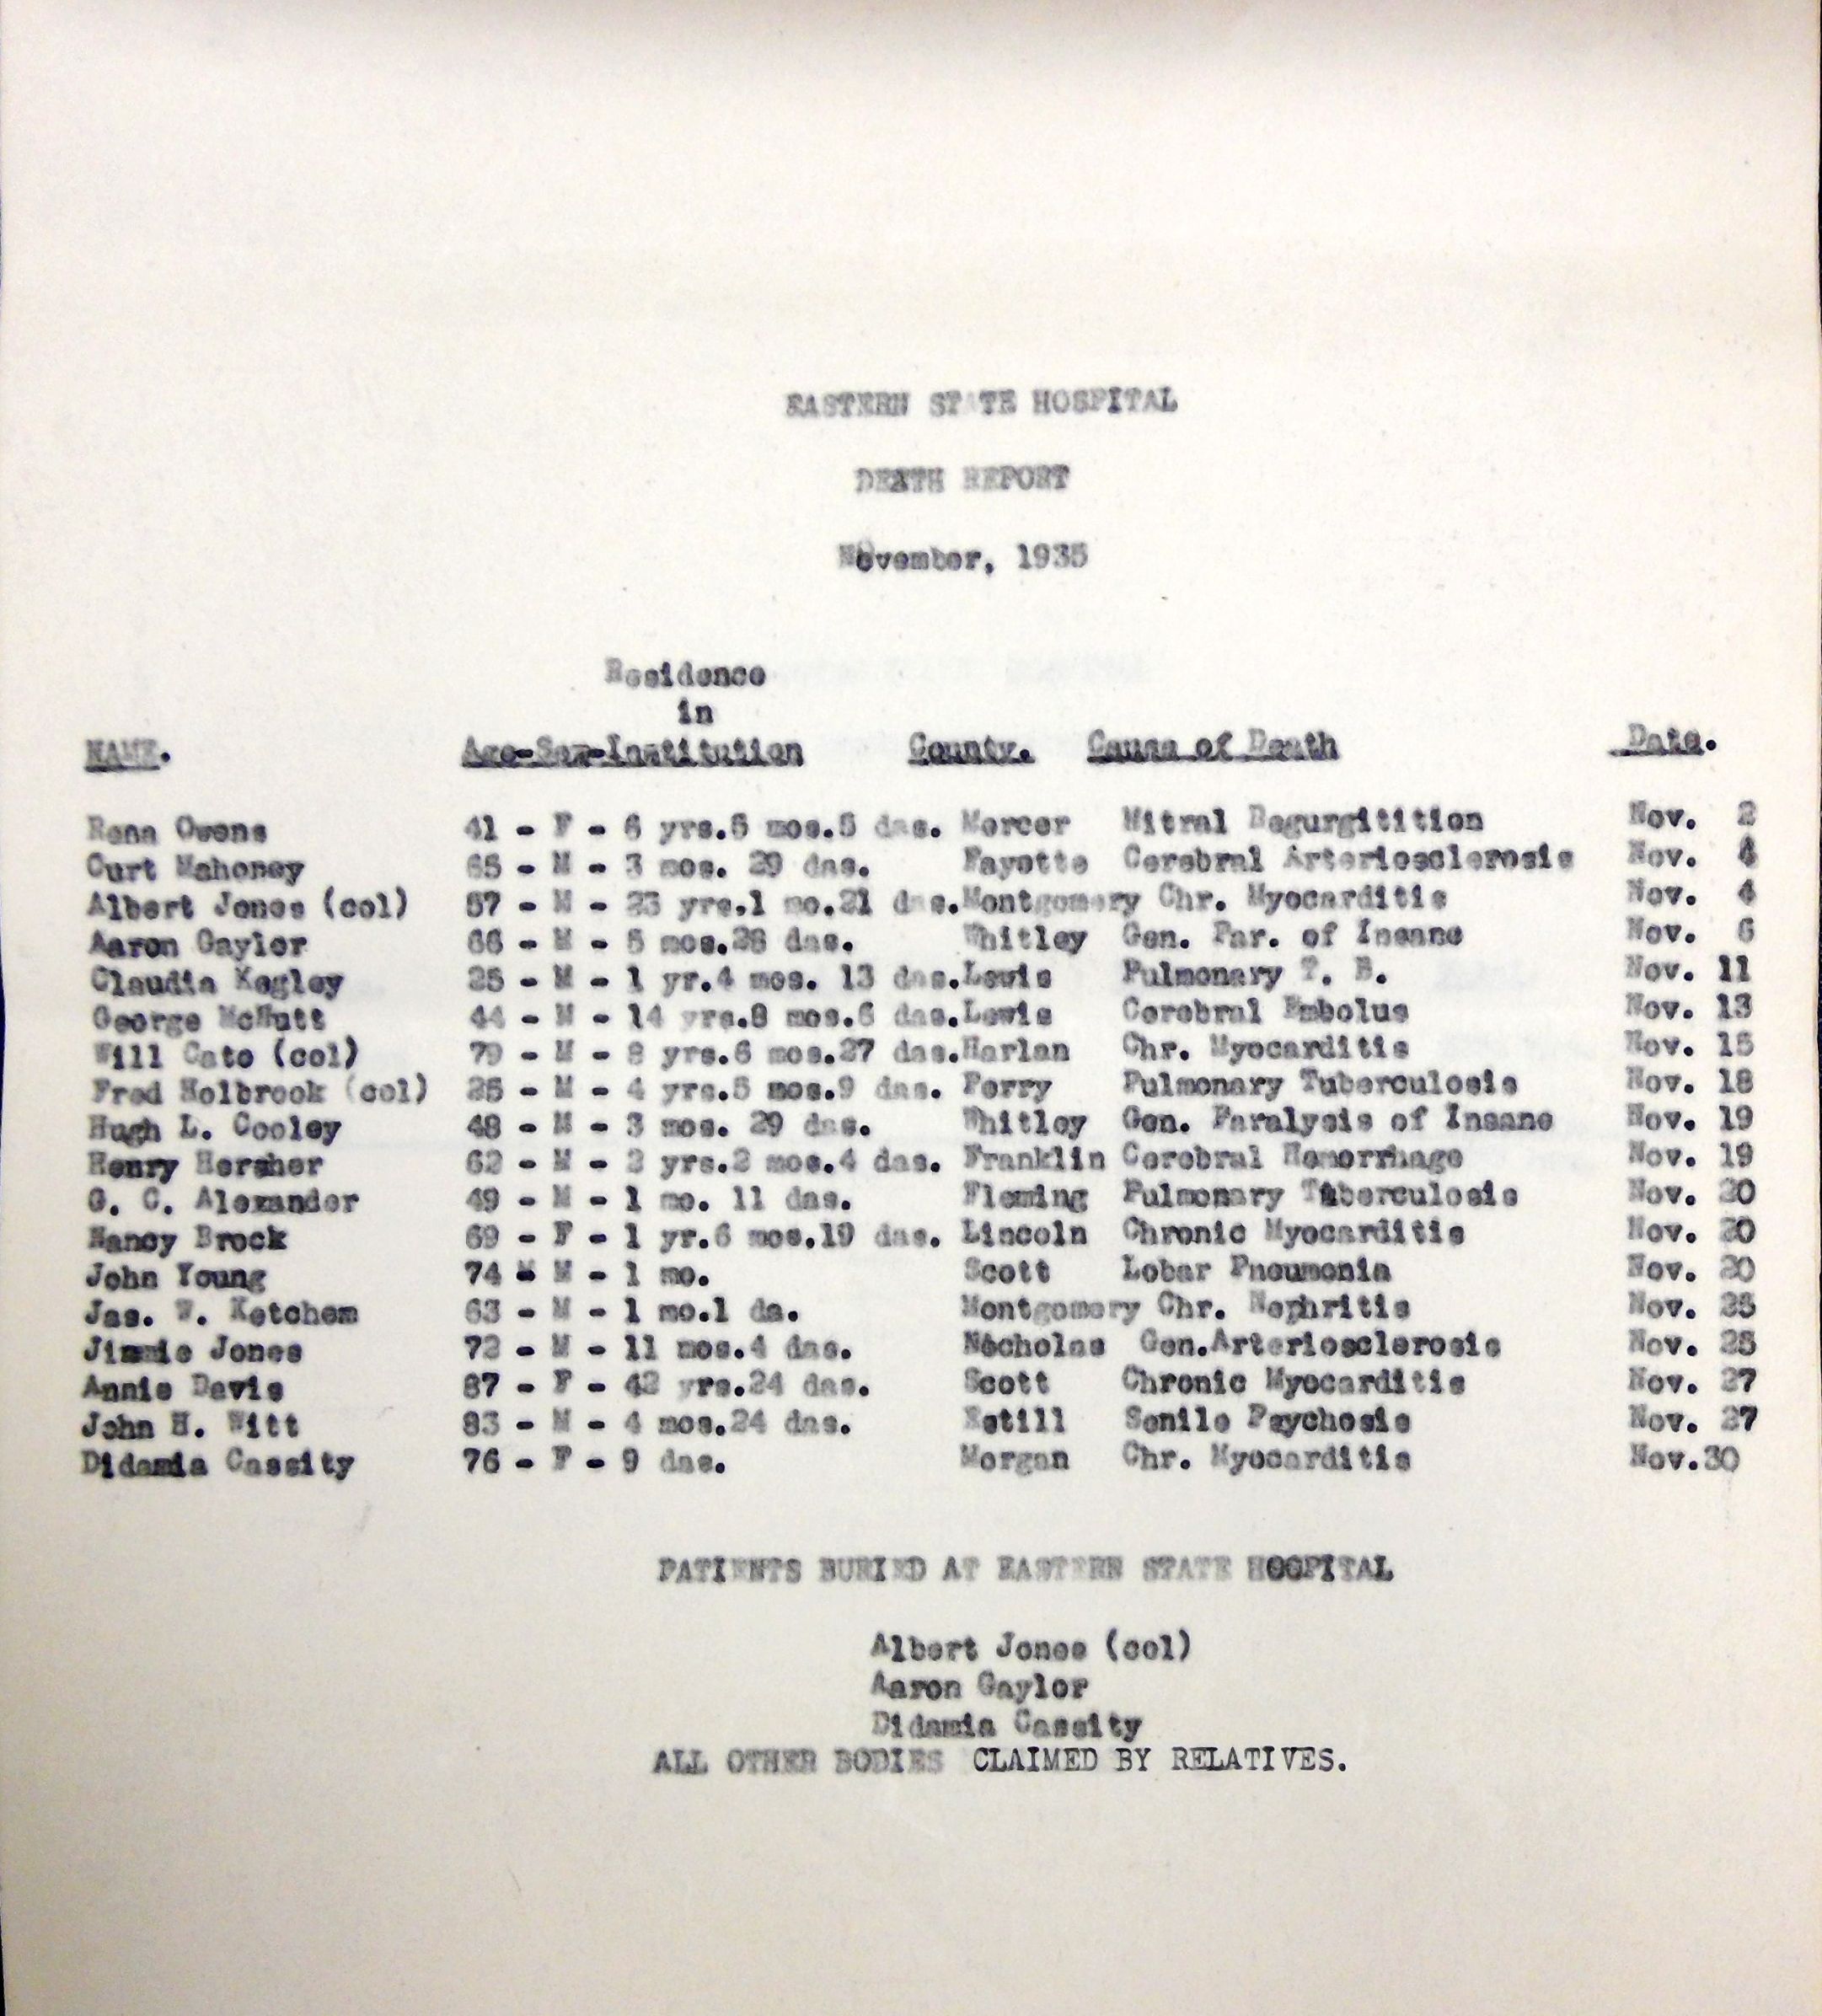 EASTERN STATE HOSPITAL
DEATH REPORT
November, 1935
Residence
in
NAME. Age-Sex-Institution County. Cause of Death Date.
Rena Owens 41 - F - 6 yrs.5 mos.5 das. Mercer Mitral Regurgitition Nov. 2
Curt Mahoney 65 - M - 3 mos. 29 das. Fayette Cerebral Arteriosclerosis Nov. 4
Albert Jones (col) 67 - M - 23 yrs.1 mo.21 das. Montgomery Chr. Myocarditis Nov. 4
Aaron Gaylor 66 - M - 5 mos.28 das. Whitley Gen. Par. of Insane Nov. 6
Claudia Kegley 25 - M - 1 yr.4 mos. 13 das. Lewis Pulmonary T. B. Nov. 11
George McNutt 44 - M - 14 yrs.8 mos.6 das. Lewis Cerebral Embolus Nov. 13
Will Cato (col) 79 - M - 8 yrs.6 mos.27 das. Harlan Chr. Myocarditis Nov. 15
Fred Holbrook (col) 25 - M - 4 yrs.5 mos.9 das. Perry Pulmonary Tuberculosis Nov. 18
Hugh L. Cooley 48 - M - 3 mos. 29 das. Whitley Gen. Paralysis of Insane Nov. 19
Henry Hersher 62 - M - 2 yrs.2 mos.4 das. Franklin Cerebral Hemorrhage Nov. 19
G. C. Alexander 49 - M - 1 mo. 11 das. Fleming Pulmonary Tuberculosis Nov. 20
Nancy Brock 69 - F - 1 yr.6 mos.19 das. Lincoln Chronic Myocarditis Nov. 20
John Young 74 - M - 1 mo. Scott Lobar Pneumonia Nov. 20
Jas. W. Ketchem 63 - M - 1 mo.1 da. Montgomery Chr. Nephritis Nov. 25
Jimmie Jones 72 - M - 11 mos.4 das. Nicholas Gen.Arteriosclerosis Nov. 25
Annie Davis 87 - F - 42 yrs.24 das. Scott Chronic Myocarditis Nov. 27
John H. Witt 83 - M - 4 mos.24 das. Estill Senile Psychosis Nov. 27
Didamia Cassity 76 - F - 9 das. Morgan Chr. Myocarditis Nov.30
PATIENTS BURIED AT EASTERN STATE HOSPITAL
Albert Jones (col)
Aaron Gaylor
Didamia Cassity
ALL OTHER BODIES CLAIMED BY RELATIVES.